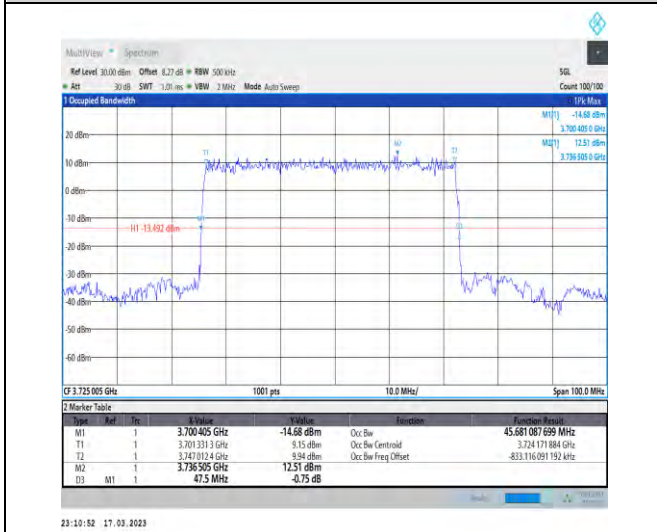 MultiView Spectrum
Ref Level 30.00 dBm Offset 8.27 dB RBW 500 kHz SGL
Att 30 dB SWT 1.01 ms VBW 2 MHz Mode Auto Sweep Count 100/100
1 Occupied Bandwidth 1Pk Max
M1[1] -14.68 dBm
3.700 405 0 GHz
M2[1] 12.51 dBm
3.736 505 0 GHz
20 dBm
T1
10 dBm
0 dBm
-10 dBm
H1 -13.492 dBm
-20 dBm
-30 dBm
-40 dBm
-50 dBm
-60 dBm
CF 3.725 005 GHz 1001 pts 10.0 MHz/ Span 100.0 MHz
2 Marker Table
Type Ref Trc X-Value Y-Value Function Function Result
M1 1 3.700 405 GHz -14.68 dBm Occ Bw 45.681 087 699 MHz
T1 1 3.701 331 3 GHz 9.15 dBm Occ Bw Centroid 3.724 171 884 GHz
T2 1 3.747 012 4 GHz 9.94 dBm Occ Bw Freq Offset -833.116 091 192 kHz
M2 1 3.736 505 GHz 12.51 dBm
D3 M1 1 47.5 MHz -0.75 dB
23:10:52 17.03.2023